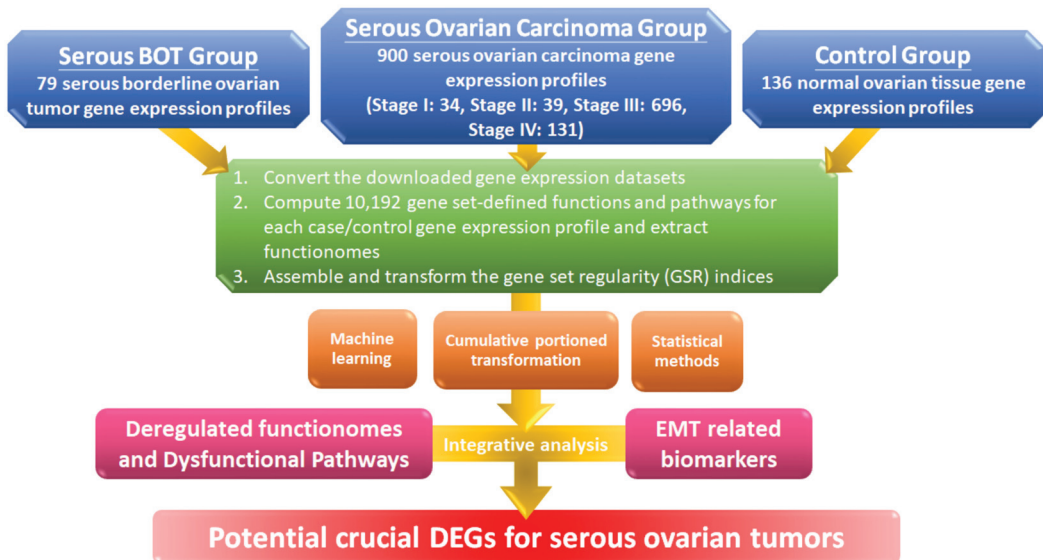 Serous BOT Group
79 serous borderline ovarian
tumor gene expression profiles
Serous Ovarian Carcinoma Group
900 serous ovarian carcinoma gene
expression profiles
(Stage I: 34, Stage II: 39, Stage III: 696,
Stage IV: 131)
Control Group
136 normal ovarian tissue gene
expression profiles
1. Convert the downloaded gene expression datasets
2. Compute 10,192 gene set-defined functions and pathways for
each case/control gene expression profile and extract
functionomes
3. Assemble and transform the gene set regularity (GSR) indices
Machine
learning
Cumulative portioned
transformation
Statistical
methods
Deregulated functionomes
and Dysfunctional Pathways
Integrative analysis
EMT related
biomarkers
Potential crucial DEGs for serous ovarian tumors